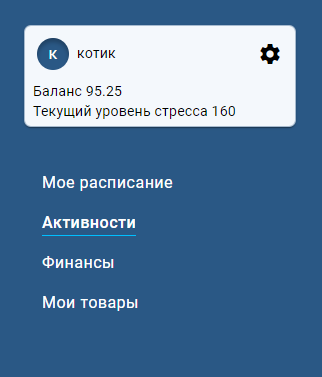 к котик
Баланс 95.25
Текущий уровень стресса 160
Мое расписание
Активности
Финансы
Мои товары